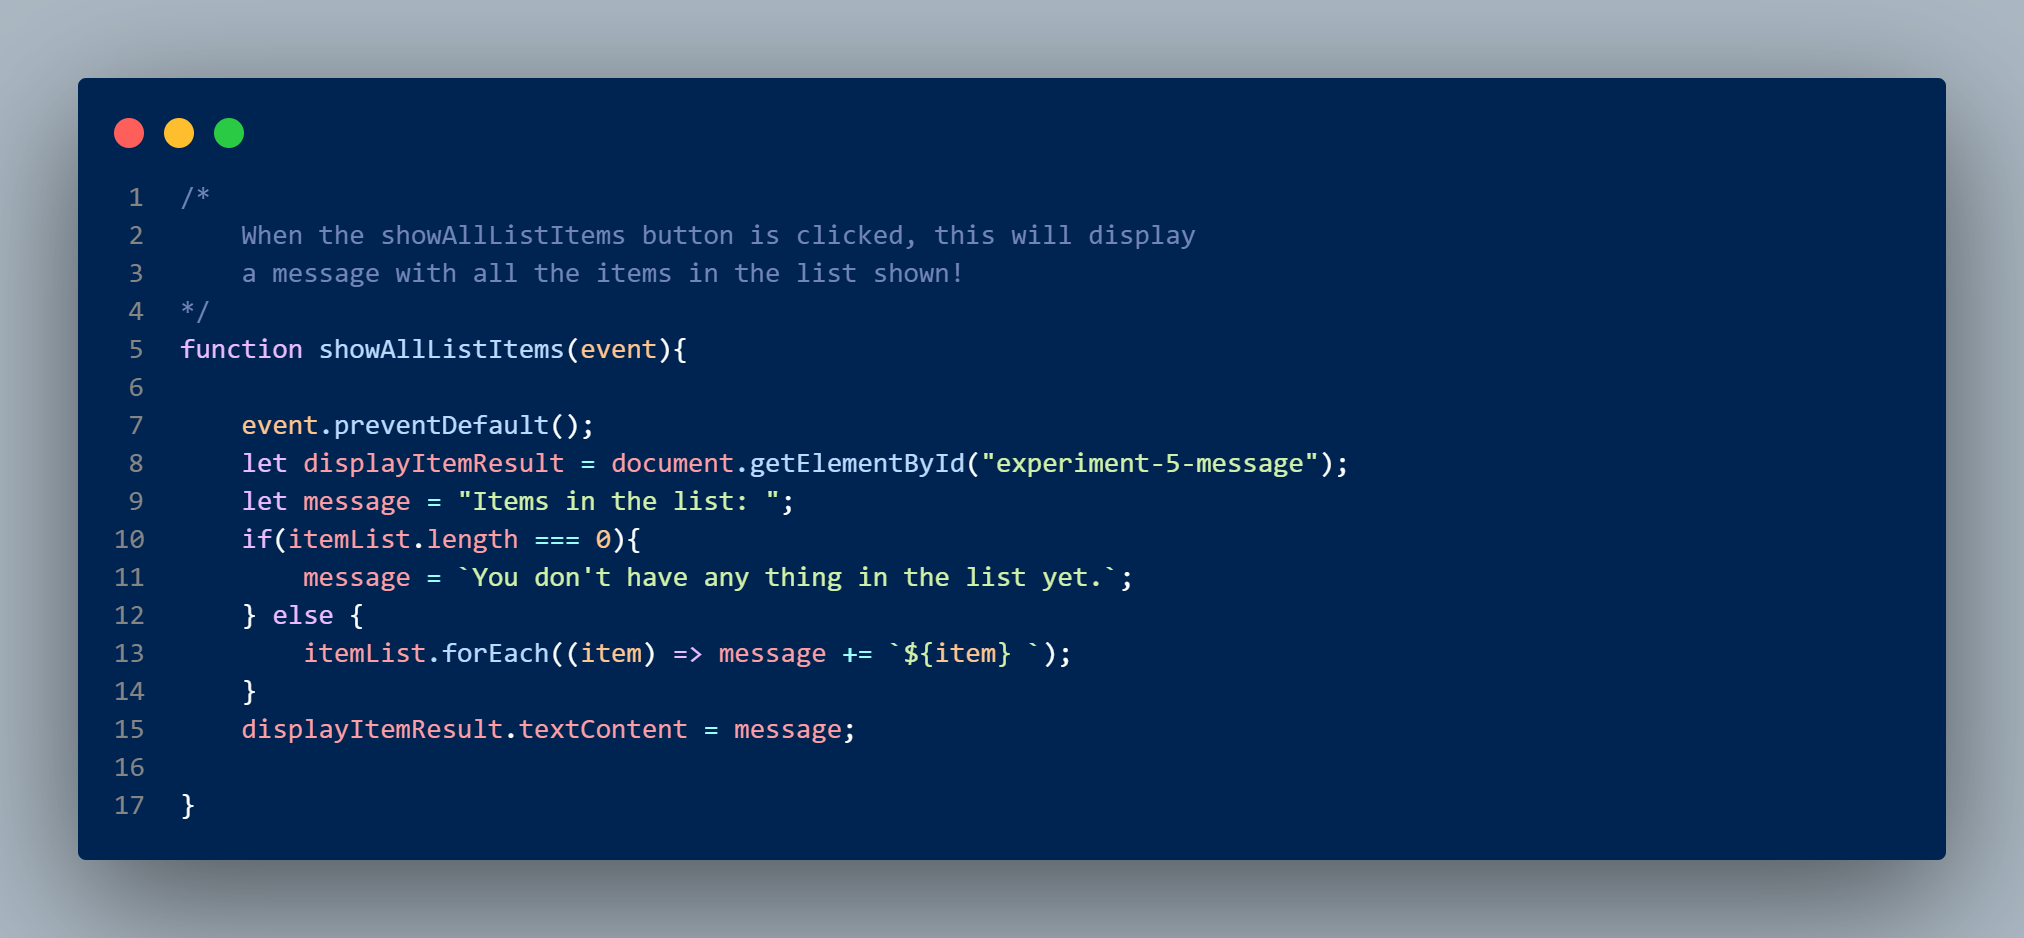 1 /*
2     When the showAllListItems button is clicked, this will display
3     a message with all the items in the list shown!
4 */
5 function showAllListItems(event){
6
7     event.preventDefault();
8     let displayItemResult = document.getElementById("experiment-5-message");
9     let message = "Items in the list: ";
10     if(itemList.length === 0){
11         message = `You don't have any thing in the list yet.`;
12     } else {
13         itemList.forEach((item) => message += `${item} `);
14     }
15     displayItemResult.textContent = message;
16
17 }